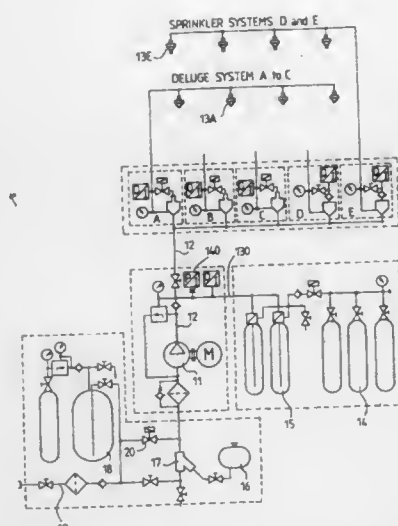 SPRINKLER SYSTEMS D and E
13E
DELUGE SYSTEM A to C
13A
A B C D E
12
140
130
12
M
11
15
14
18
20
17
16